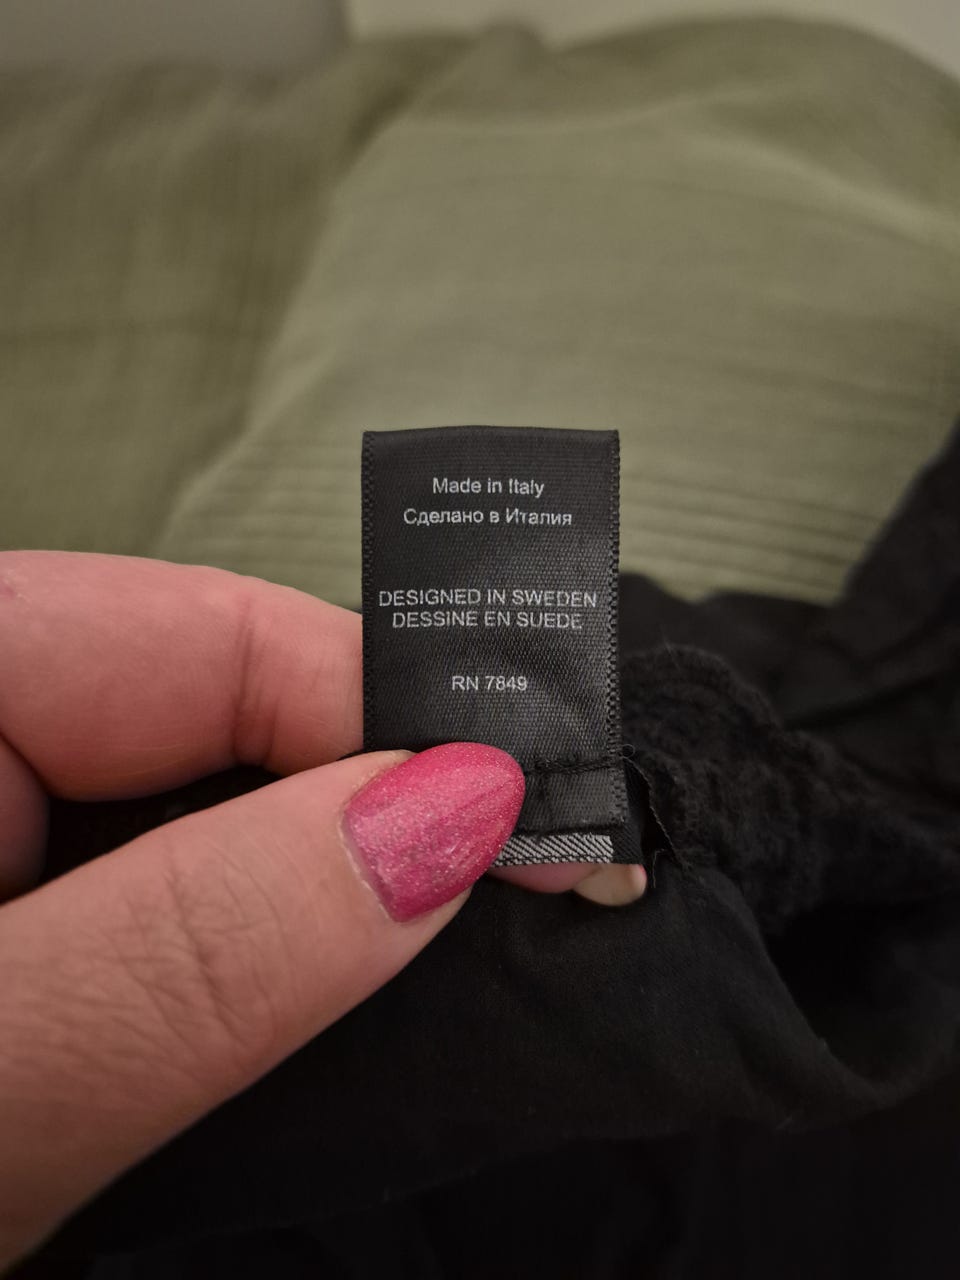 Made in Italy
Сделано в Италия
DESIGNED IN SWEDEN
DESSINE EN SUEDE
RN 7849